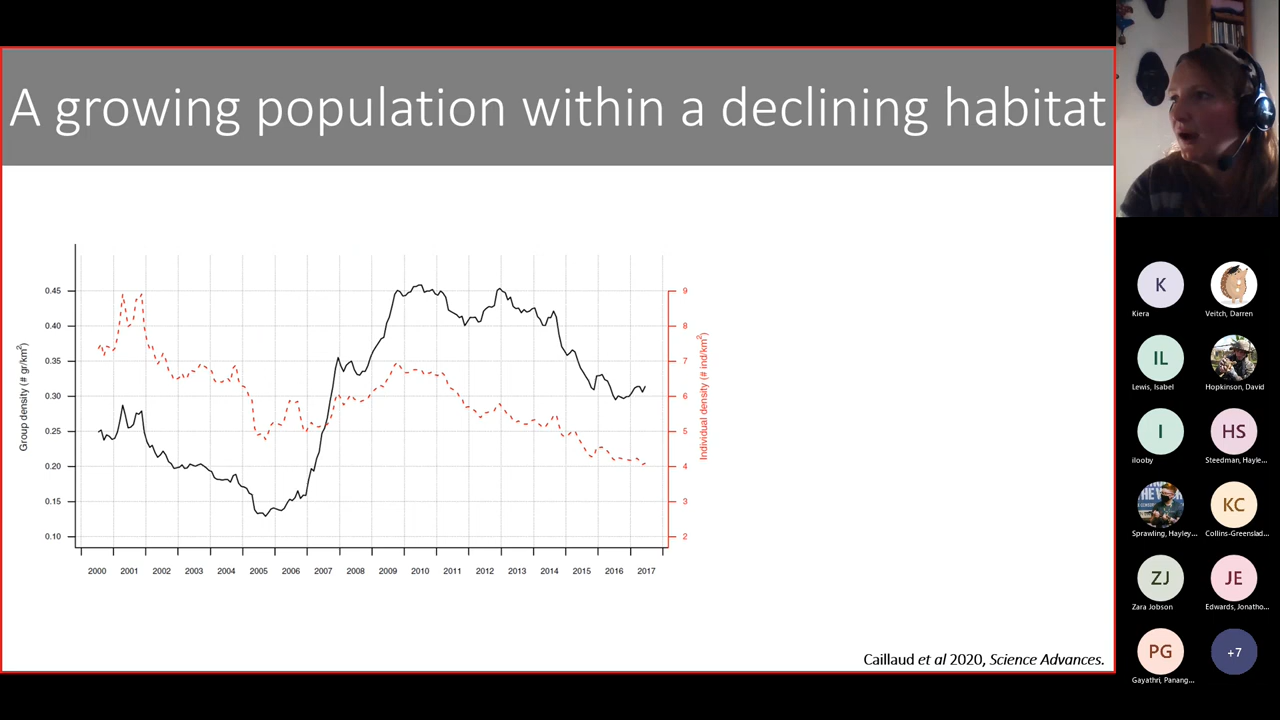 A growing population within a declining habitat
Group density (# gr/km²)
0.45
0.40
0.35
0.30
0.25
0.20
0.15
0.10
9
8
7
6
5
4
3
2
Individual density (# ind/km²)
2000 2001 2002 2003 2004 2005 2006 2007 2008 2009 2010 2011 2012 2013 2014 2015 2016 2017
Caillaud et al 2020, Science Advances.
K
Kiera
Veitch, Darren
IL
Lewis, Isabel
Hopkinson, David
I
ilooby
HS
Steedman, Hayle...
Sprawling, Hayley...
KC
Collins-Greenslad...
ZJ
Zara Jobson
JE
Edwards, Jonatho...
PG
Gayathri, Panang...
+7